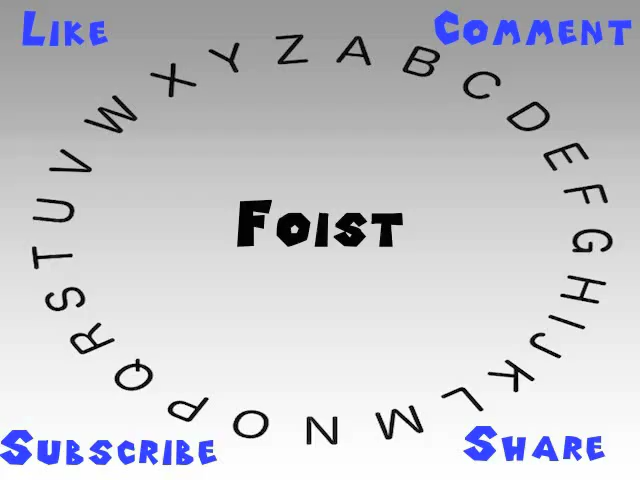 Like
Comment
A B C D E F G H I J K L M N O P Q R S T U V W X Y Z
Foist
Subscribe
Share